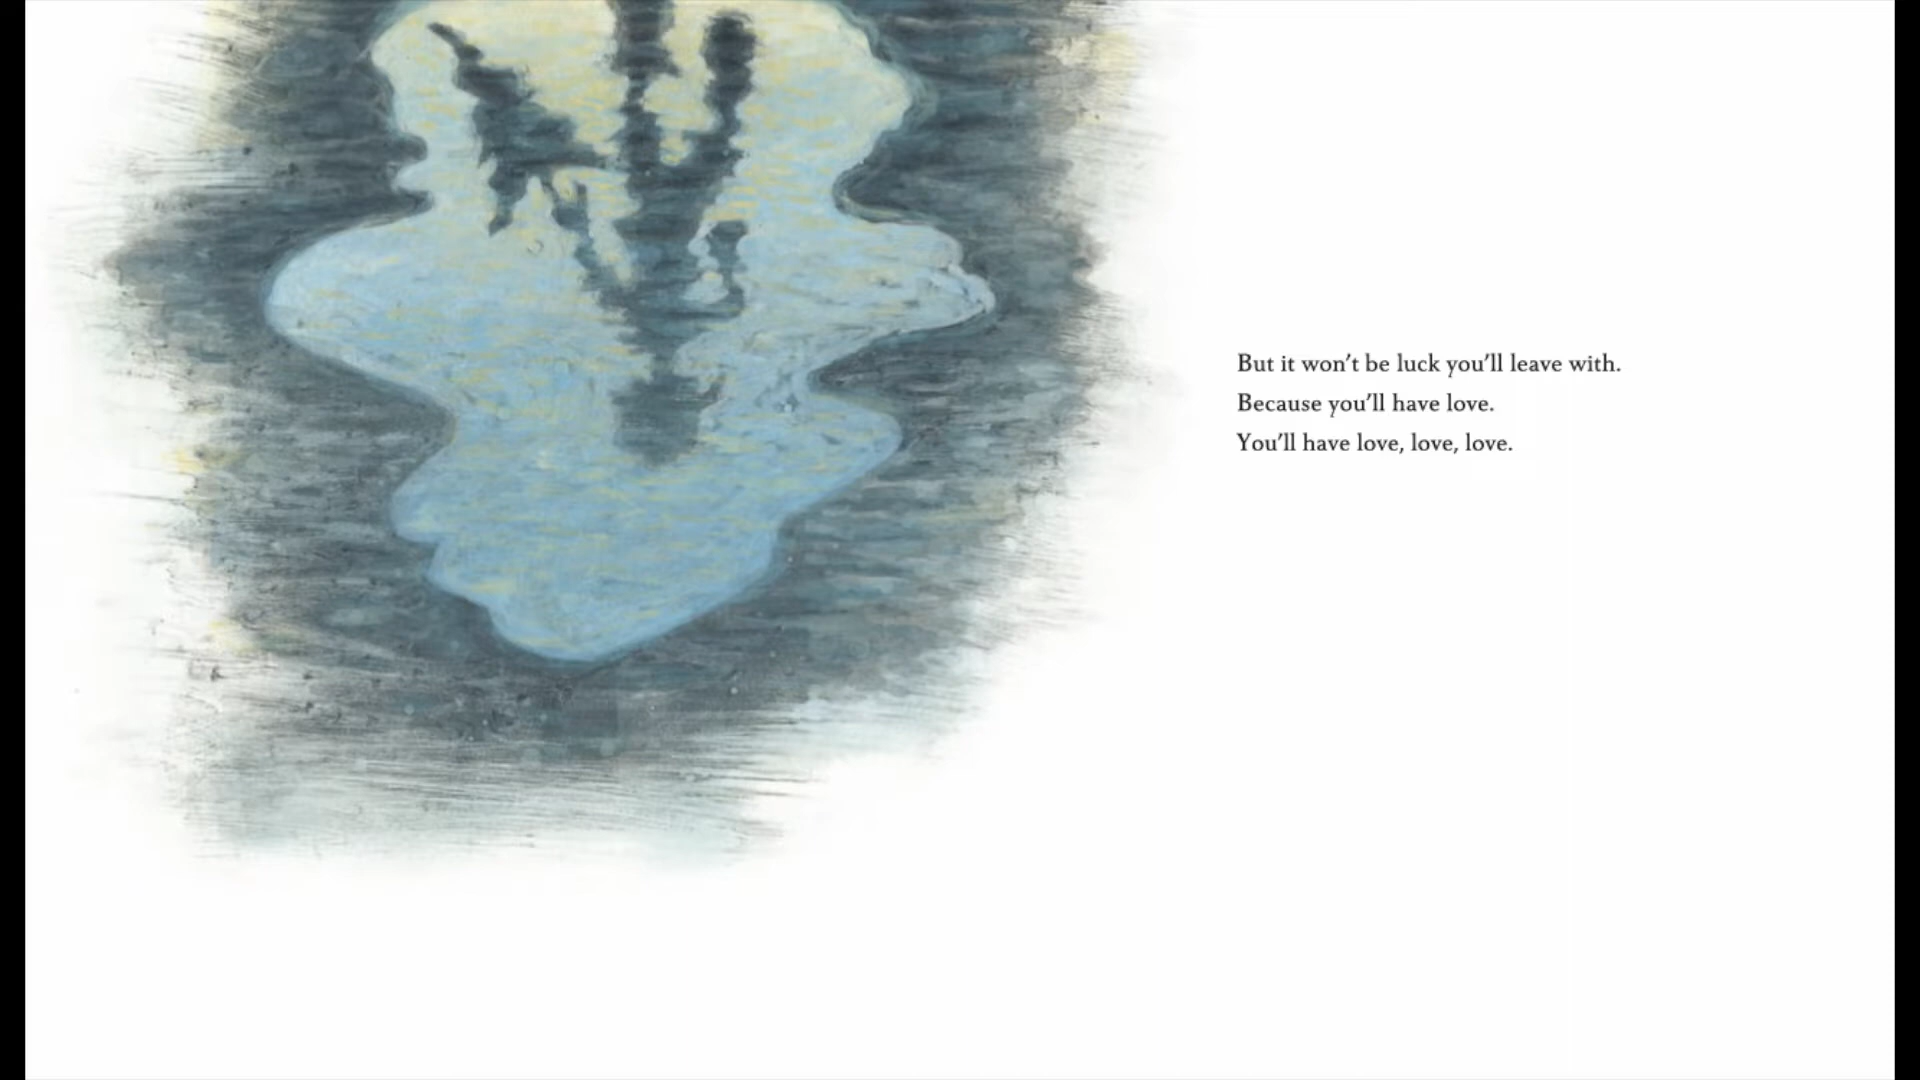 But it won’t be luck you’ll leave with.
Because you’ll have love.
You’ll have love, love, love.